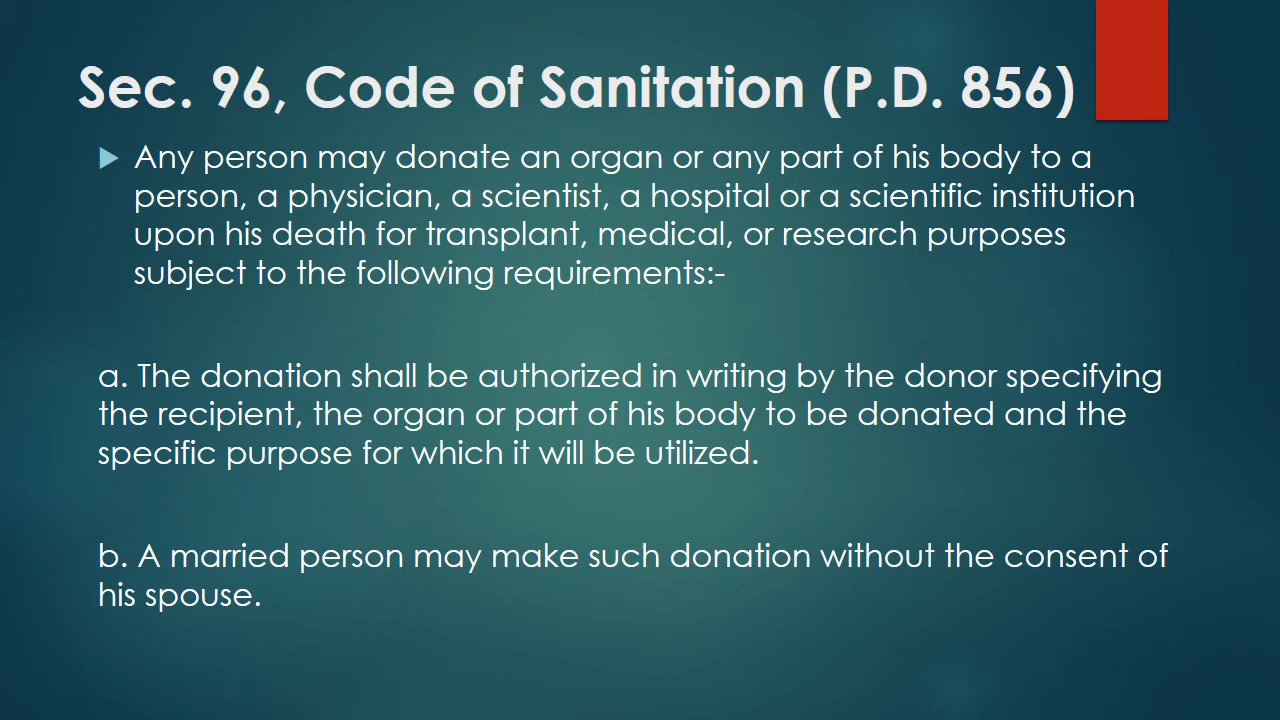 Sec. 96, Code of Sanitation (P.D. 856)
Any person may donate an organ or any part of his body to a
person, a physician, a scientist, a hospital or a scientific institution
upon his death for transplant, medical, or research purposes
subject to the following requirements:-
a. The donation shall be authorized in writing by the donor specifying
the recipient, the organ or part of his body to be donated and the
specific purpose for which it will be utilized.
b. A married person may make such donation without the consent of
his spouse.